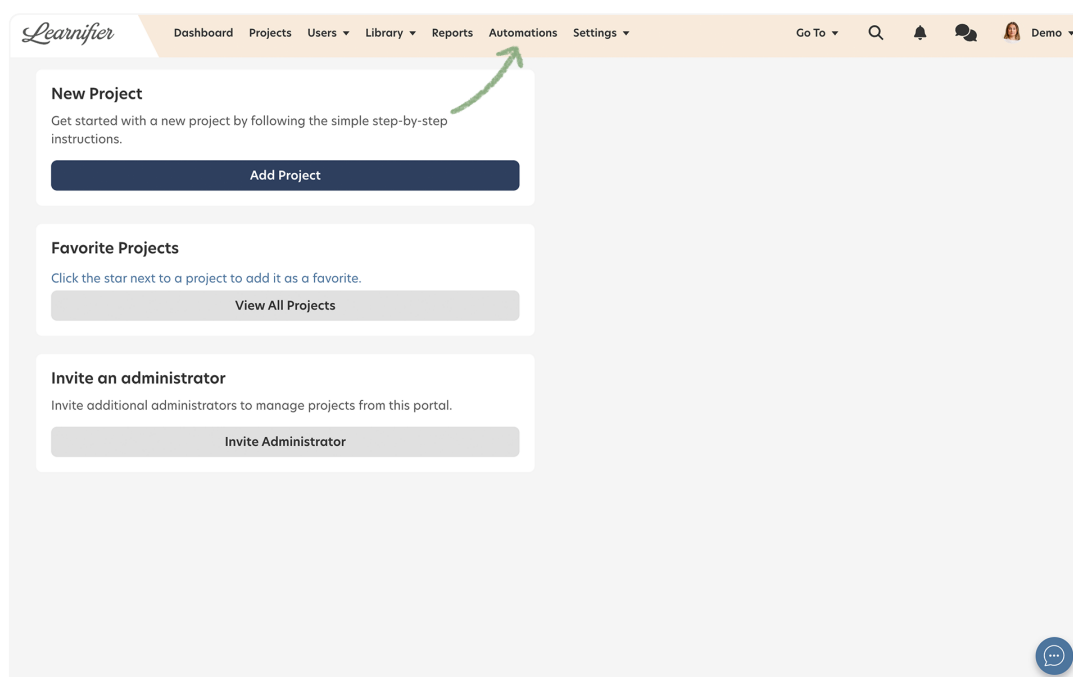 Learnifier
Dashboard Projects Users Library Reports Automations Settings Go To Demo
New Project
Get started with a new project by following the simple step-by-step
instructions.
Add Project
Favorite Projects
Click the star next to a project to add it as a favorite.
View All Projects
Invite an administrator
Invite additional administrators to manage projects from this portal.
Invite Administrator